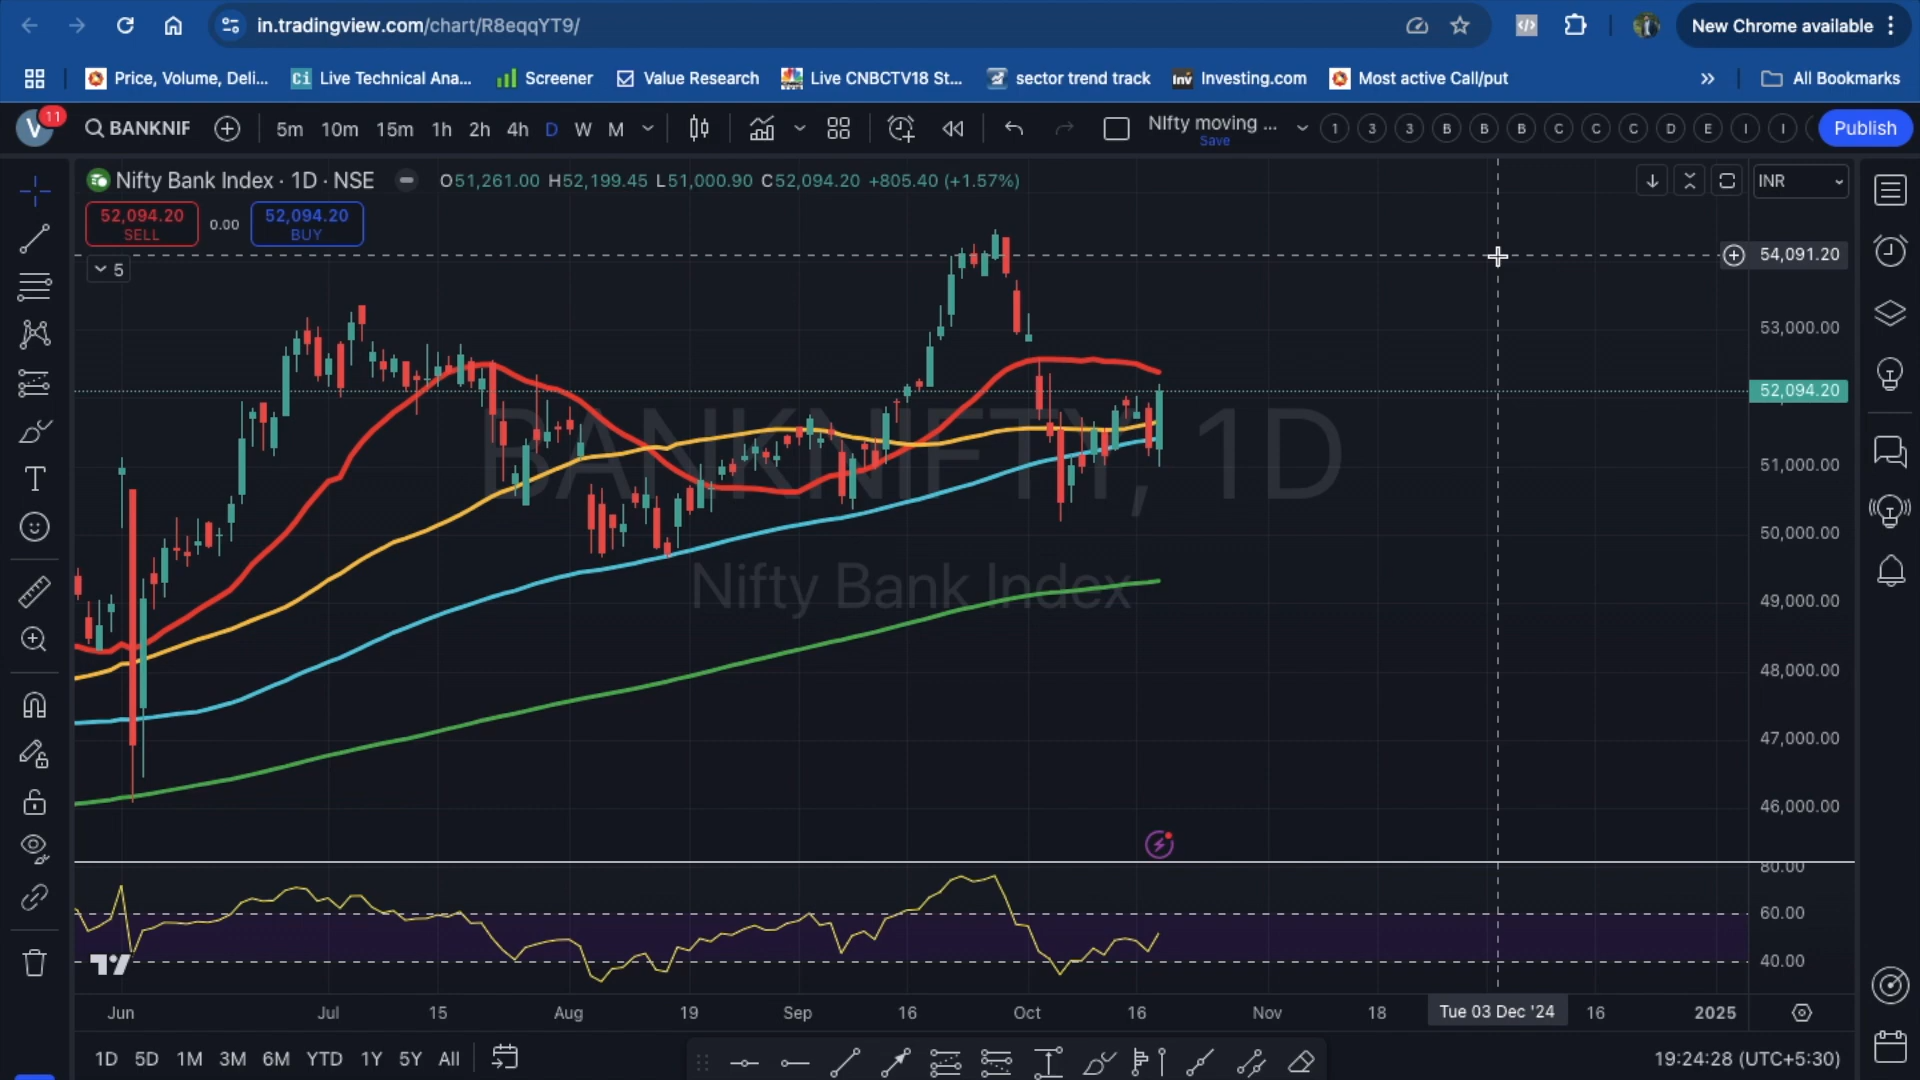 in.tradingview.com/chart/R8eqqYT9/
New Chrome available
Price, Volume, Deli...
Live Technical Ana...
Screener
Value Research
Live CNBCTV18 St...
sector trend track
Investing.com
Most active Call/put
All Bookmarks
V
11
BANKNIF
5m 10m 15m 1h 2h 4h D W M
NIfty moving ...
Save
1 3 3 B B B C C C D E I I
Publish
Nifty Bank Index · 1D · NSE
O51,261.00 H52,199.45 L51,000.90 C52,094.20 +805.40 (+1.57%)
INR
52,094.20
SELL
0.00
52,094.20
BUY
5
54,091.20
53,000.00
52,094.20
51,000.00
50,000.00
49,000.00
48,000.00
47,000.00
46,000.00
BANKNIFTY, 1D
Nifty Bank Index
80.00
60.00
40.00
Jun Jul 15 Aug 19 Sep 16 Oct 16 Nov 18 Tue 03 Dec '24 16 2025
1D 5D 1M 3M 6M YTD 1Y 5Y All
19:24:28 (UTC+5:30)